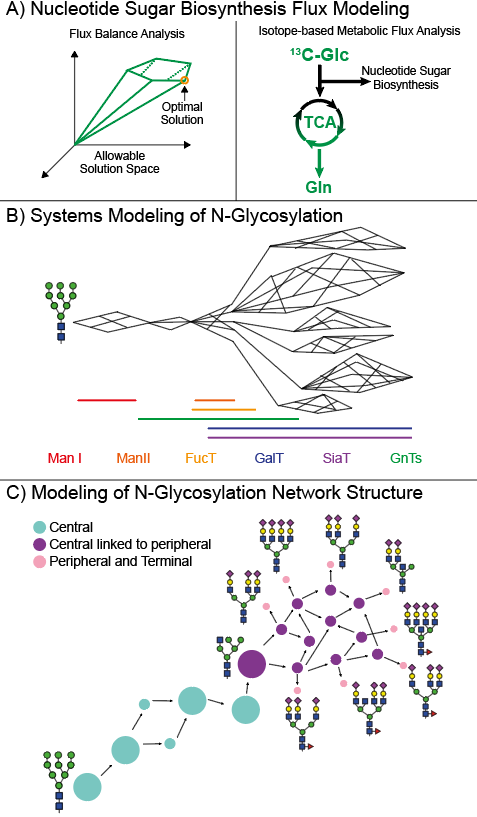 A) Nucleotide Sugar Biosynthesis Flux Modeling
Flux Balance Analysis
Optimal
Solution
Allowable
Solution Space
Isotope-based Metabolic Flux Analysis
¹³C-Glc
Nucleotide Sugar
Biosynthesis
TCA
Gln
B) Systems Modeling of N-Glycosylation
Man I ManII FucT GalT SiaT GnTs
C) Modeling of N-Glycosylation Network Structure
Central
Central linked to peripheral
Peripheral and Terminal